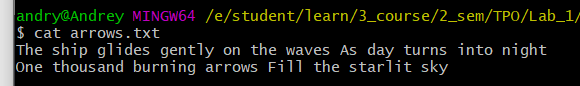 andry@Andrey MINGW64 /e/student/learn/3_course/2_sem/TPO/Lab_1/
$ cat arrows.txt
The ship glides gently on the waves As day turns into night
One thousand burning arrows Fill the starlit sky